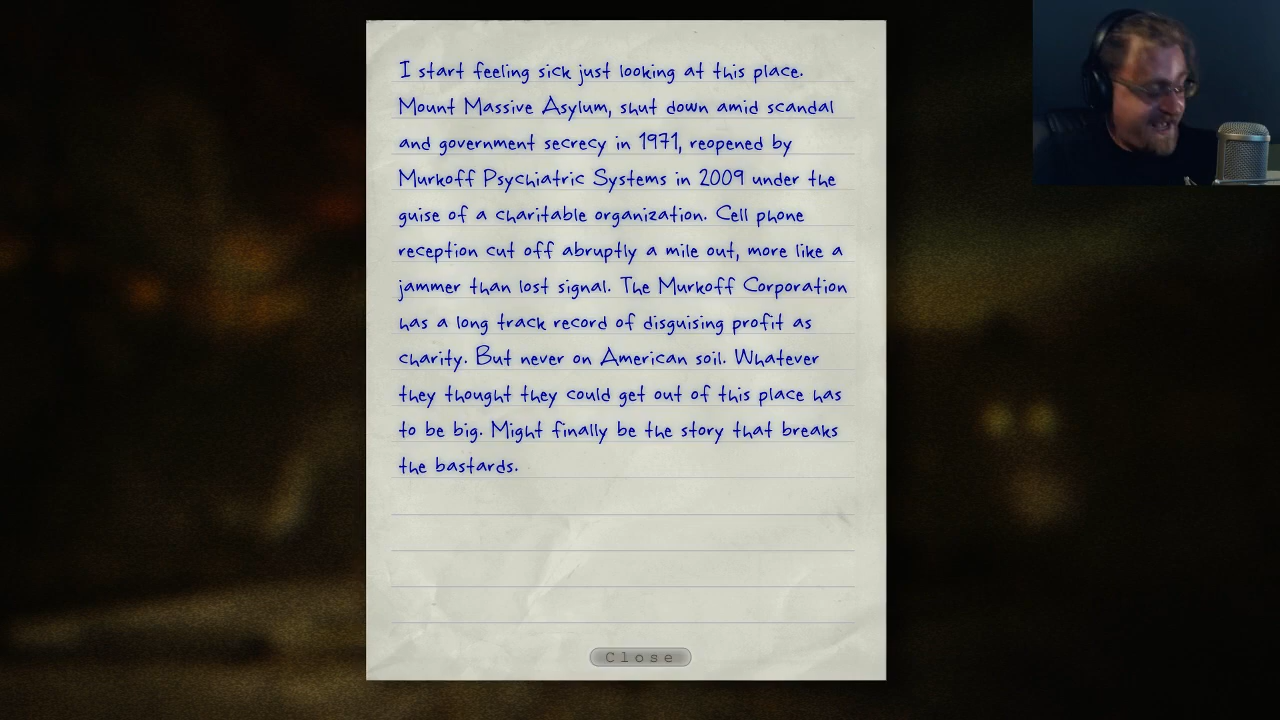 I start feeling sick just looking at this place.
Mount Massive Asylum, shut down amid scandal
and government secrecy in 1971, reopened by
Murkoff Psychiatric Systems in 2009 under the
guise of a charitable organization. Cell phone
reception cut off abruptly a mile out, more like a
jammer than lost signal. The Murkoff Corporation
has a long track record of disguising profit as
charity. But never on American soil. Whatever
they thought they could get out of this place has
to be big. Might finally be the story that breaks
the bastards.
Close